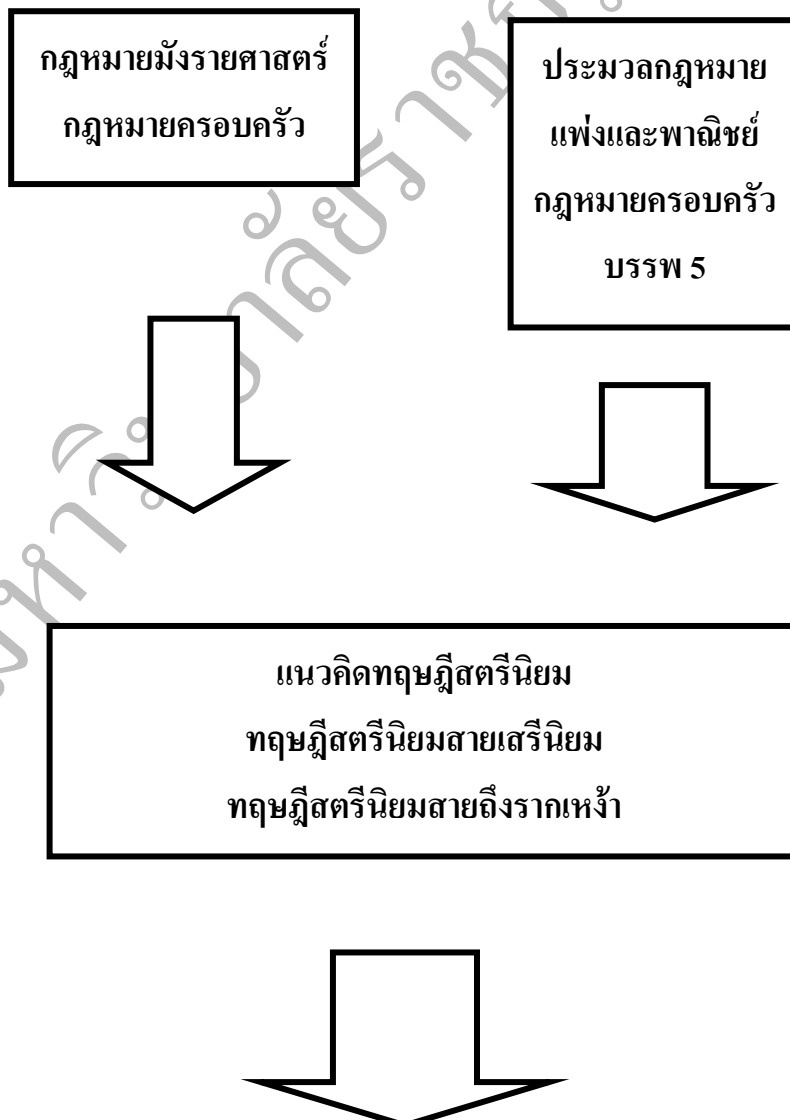 กฎหมายมังรายศาสตร์
กฎหมายครอบครัว
ประมวลกฎหมาย
แพ่งและพาณิชย์
กฎหมายครอบครัว
บรรพ 5
แนวคิดทฤษฎีสตรีนิยม
ทฤษฎีสตรีนิยมสายเสรีนิยม
ทฤษฎีสตรีนิยมสายถึงรากเหง้า